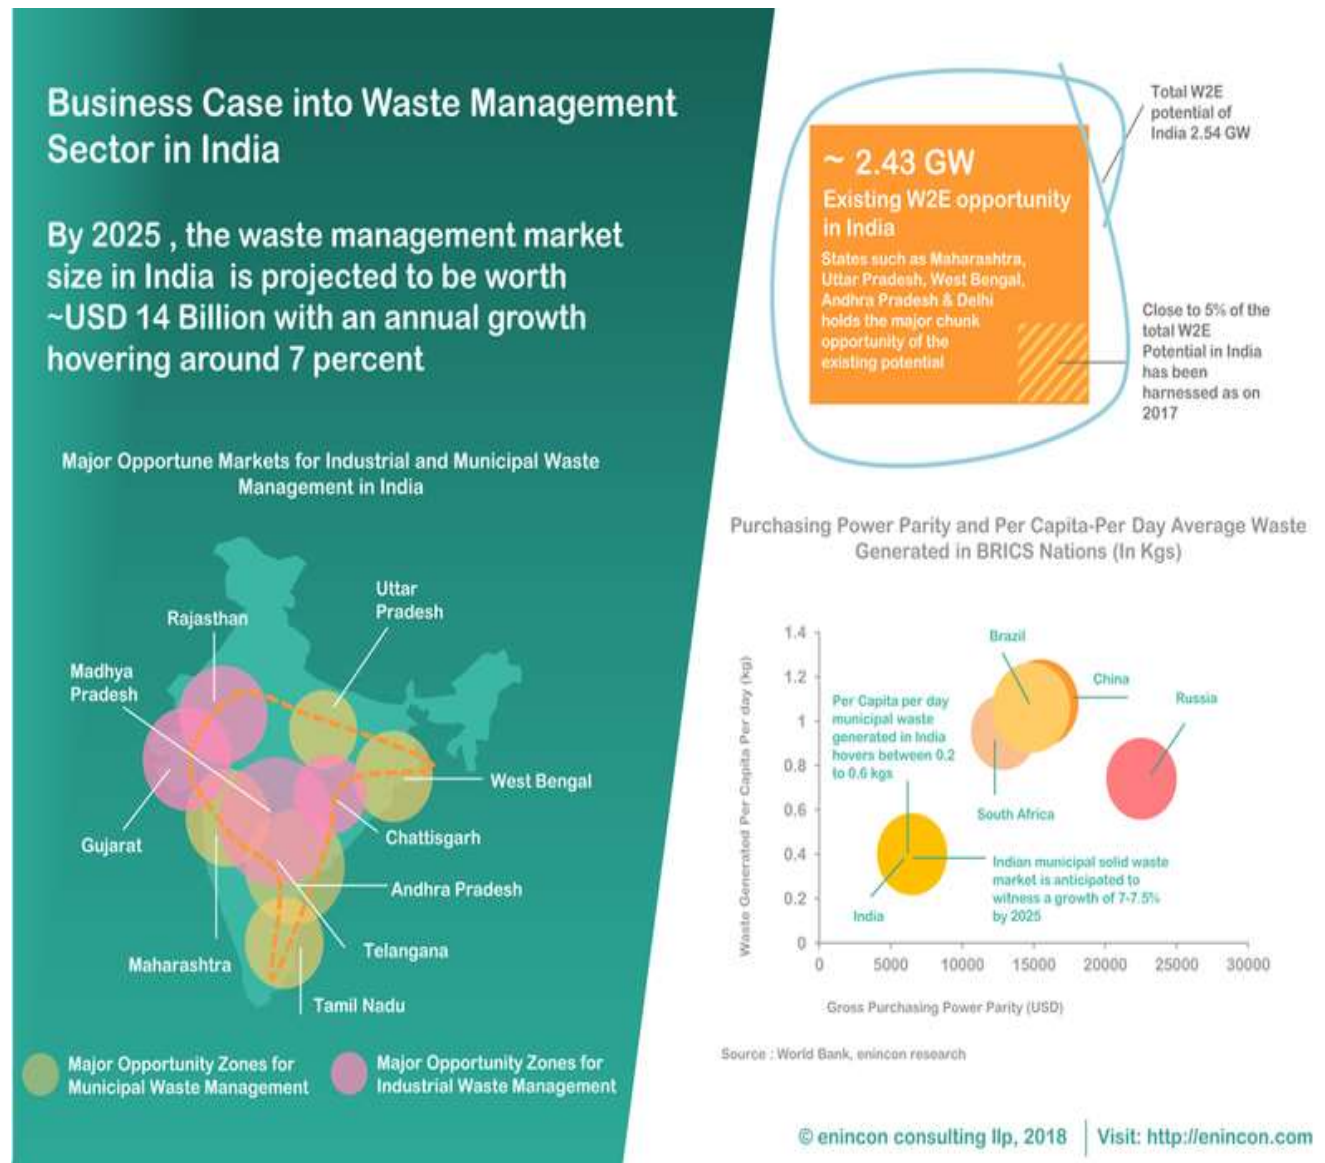 Business Case into Waste Management
Sector in India
By 2025 , the waste management market
size in India is projected to be worth
~USD 14 Billion with an annual growth
hovering around 7 percent
Major Opportune Markets for Industrial and Municipal Waste
Management in India
Uttar
Pradesh
Rajasthan
Madhya
Pradesh
West Bengal
Chattisgarh
Gujarat
Andhra Pradesh
Telangana
Maharashtra
Tamil Nadu
Major Opportunity Zones for
Municipal Waste Management
Major Opportunity Zones for
Industrial Waste Management
~ 2.43 GW
Existing W2E opportunity
in India
States such as Maharashtra,
Uttar Pradesh, West Bengal,
Andhra Pradesh & Delhi
holds the major chunk
opportunity of the
existing potential
Total W2E
potential of
India 2.54 GW
Close to 5% of the
total W2E
Potential in India
has been
harnessed as on
2017
Purchasing Power Parity and Per Capita-Per Day Average Waste
Generated in BRICS Nations (In Kgs)
Waste Generated Per Capita Per day (kg)
1.4
1.2
1
0.8
0.6
0.4
0.2
0
0 5000 10000 15000 20000 25000 30000
Gross Purchasing Power Parity (USD)
Brazil
China
Russia
South Africa
India
Per Capita per day
municipal waste
generated in India
hovers between 0.2
to 0.6 kgs
Indian municipal solid waste
market is anticipated to
witness a growth of 7-7.5%
by 2025
Source : World Bank, enincon research
© enincon consulting llp, 2018 Visit: http://enincon.com